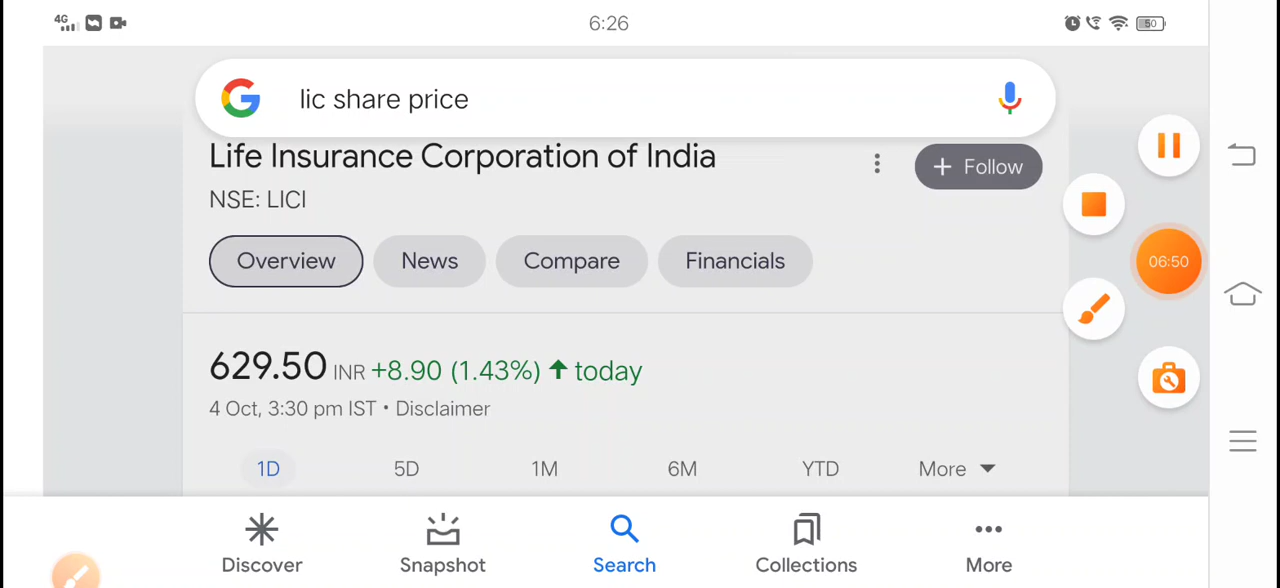 4G 6:26 50
lic share price
Life Insurance Corporation of India
+ Follow
NSE: LICI
Overview News Compare Financials
06:50
629.50 INR +8.90 (1.43%) ↑ today
4 Oct, 3:30 pm IST • Disclaimer
1D 5D 1M 6M YTD More
Discover Snapshot Search Collections More